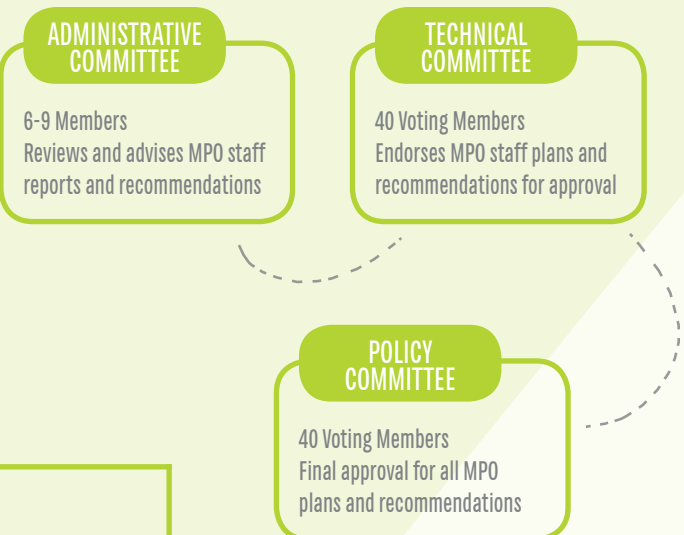 ADMINISTRATIVE
COMMITTEE
6-9 Members
Reviews and advises MPO staff
reports and recommendations
TECHNICAL
COMMITTEE
40 Voting Members
Endorses MPO staff plans and
recommendations for approval
POLICY
COMMITTEE
40 Voting Members
Final approval for all MPO
plans and recommendations